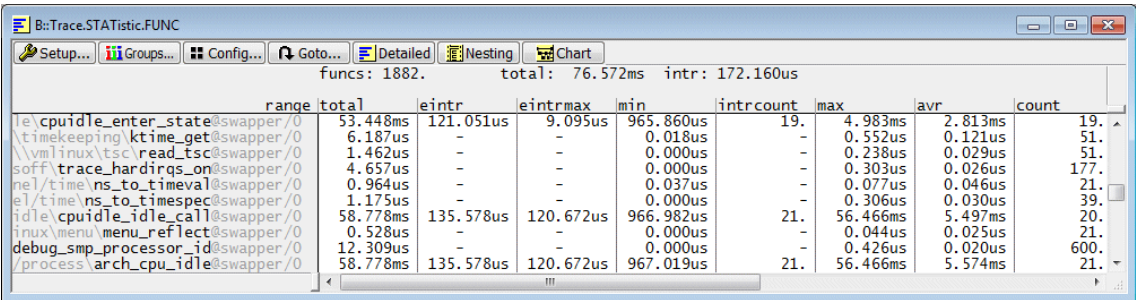 B::Trace.STATistic.FUNC
Setup... Groups... Config... Goto... Detailed Nesting Chart
funcs: 1882. total: 76.572ms intr: 172.160us
range total eintr eintrmax min intrcount max avr count
le\cpuidle_enter_state@swapper/0 53.448ms 121.051us 9.095us 965.860us 19. 4.983ms 2.813ms 19.
\timekeeping\ktime_get@swapper/0 6.187us - - 0.018us - 0.552us 0.121us 51.
\\vmlinux\tsc\read_tsc@swapper/0 1.462us - - 0.000us - 0.238us 0.029us 51.
soff\trace_hardirqs_on@swapper/0 4.657us - - 0.000us - 0.303us 0.026us 177.
nel/time\ns_to_timeval@swapper/0 0.964us - - 0.037us - 0.077us 0.046us 21.
el/time\ns_to_timespec@swapper/0 1.175us - - 0.000us - 0.306us 0.030us 39.
idle\cpuidle_idle_call@swapper/0 58.778ms 135.578us 120.672us 966.982us 21. 56.466ms 5.497ms 20.
inux\menu\menu_reflect@swapper/0 0.528us - - 0.000us - 0.044us 0.025us 21.
debug_smp_processor_id@swapper/0 12.309us - - 0.000us - 0.426us 0.020us 600.
/process\arch_cpu_idle@swapper/0 58.778ms 135.578us 120.672us 967.019us 21. 56.466ms 5.574ms 21.